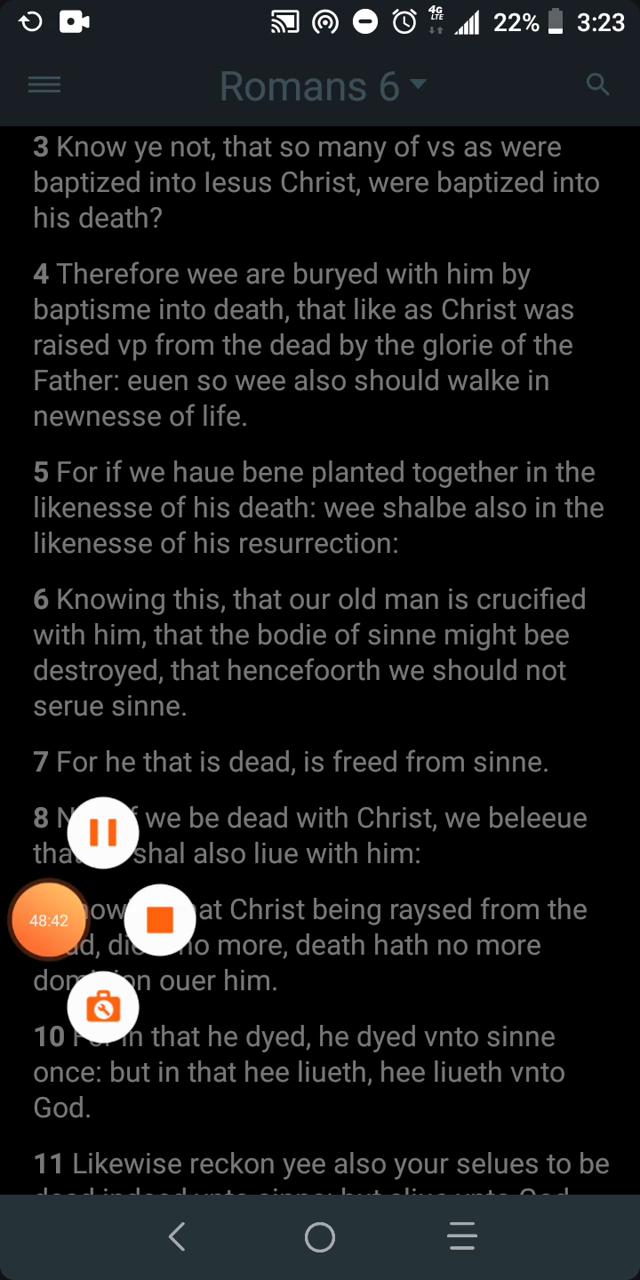 22% 3:23
4G
LTE
Romans 6
3 Know ye not, that so many of vs as were
baptized into Iesus Christ, were baptized into
his death?
4 Therefore wee are buryed with him by
baptisme into death, that like as Christ was
raised vp from the dead by the glorie of the
Father: euen so wee also should walke in
newnesse of life.
5 For if we haue bene planted together in the
likenesse of his death: wee shalbe also in the
likenesse of his resurrection:
6 Knowing this, that our old man is crucified
with him, that the bodie of sinne might bee
destroyed, that hencefoorth we should not
serue sinne.
7 For he that is dead, is freed from sinne.
8 we be dead with Christ, we beleeue
shal also liue with him:
Christ being raysed from the
no more, death hath no more
ouer him.
10 in that he dyed, he dyed vnto sinne
once: but in that hee liueth, hee liueth vnto
God.
11 Likewise reckon yee also your selues to be
48:42